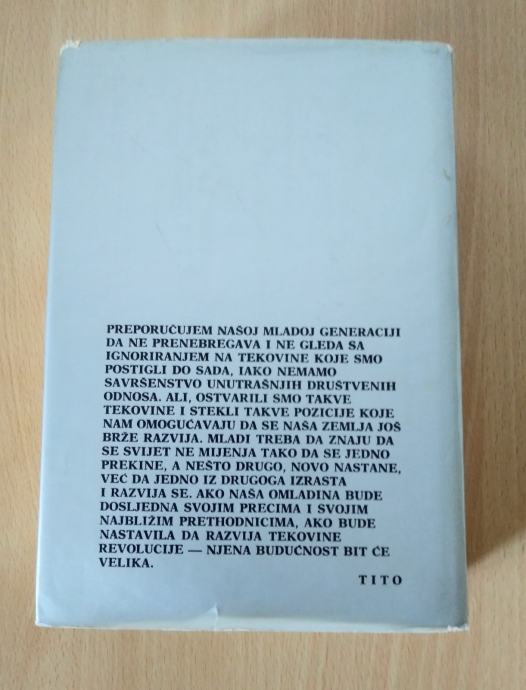 PREPORUČUJEM NAŠOJ MLADOJ GENERACIJI
DA NE PRENEBREGAVA I NE GLEDA SA
IGNORIRANJEM NA TEKOVINE KOJE SMO
POSTIGLI DO SADA, IAKO NEMAMO
SAVRŠENSTVO UNUTRAŠNJIH DRUŠTVENIH
ODNOSA. ALI, OSTVARILI SMO TAKVE
TEKOVINE I STEKLI TAKVE POZICIJE KOJE
NAM OMOGUĆAVAJU DA SE NAŠA ZEMLJA JOŠ
BRŽE RAZVIJA. MLADI TREBA DA ZNAJU DA
SE SVIJET NE MIJENJA TAKO DA SE JEDNO
PREKINE, A NEŠTO DRUGO, NOVO NASTANE,
VEĆ DA JEDNO IZ DRUGOGA IZRASTA
I RAZVIJA SE. AKO NAŠA OMLADINA BUDE
DOSLJEDNA SVOJIM PRECIMA I SVOJIM
NAJBLIŽIM PRETHODNICIMA, AKO BUDE
NASTAVILA DA RAZVIJA TEKOVINE
REVOLUCIJE — NJENA BUDUĆNOST BIT ĆE
VELIKA.
TITO